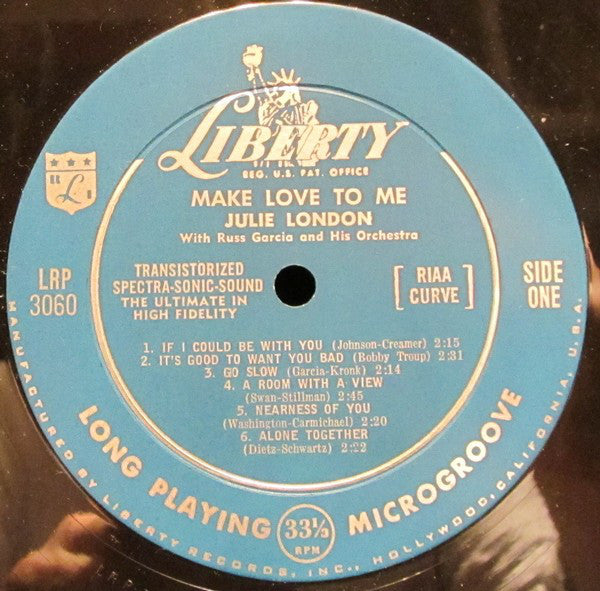 LIBERTY
REG. U.S. PAT. OFFICE
MAKE LOVE TO ME
JULIE LONDON
With Russ Garcia and His Orchestra
LRP
3060
TRANSISTORIZED
SPECTRA-SONIC-SOUND
THE ULTIMATE IN
HIGH FIDELITY
[ RIAA
CURVE ]
SIDE
ONE
1. IF I COULD BE WITH YOU (Johnson-Creamer) 2:15
2. IT'S GOOD TO WANT YOU BAD (Bobby Troup) 2:31
3. GO SLOW (Garcia-Kronk) 2:14
4. A ROOM WITH A VIEW
(Swan-Stillman) 2:45
5. NEARNESS OF YOU
(Washington-Carmichael) 2:20
6. ALONE TOGETHER
(Dietz-Schwartz) 2:22
LONG PLAYING
33⅓
RPM
MICROGROOVE
MANUFACTURED BY LIBERTY RECORDS, INC., HOLLYWOOD, CALIFORNIA, U.S.A.